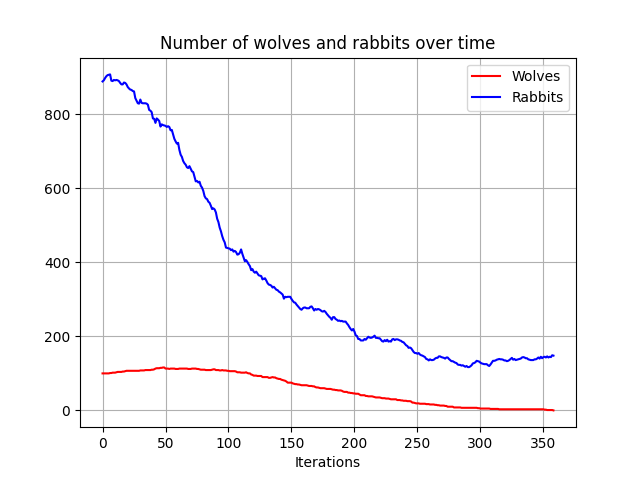 Number of wolves and rabbits over time
Wolves
Rabbits
800
600
400
200
0
0 50 100 150 200 250 300 350
Iterations